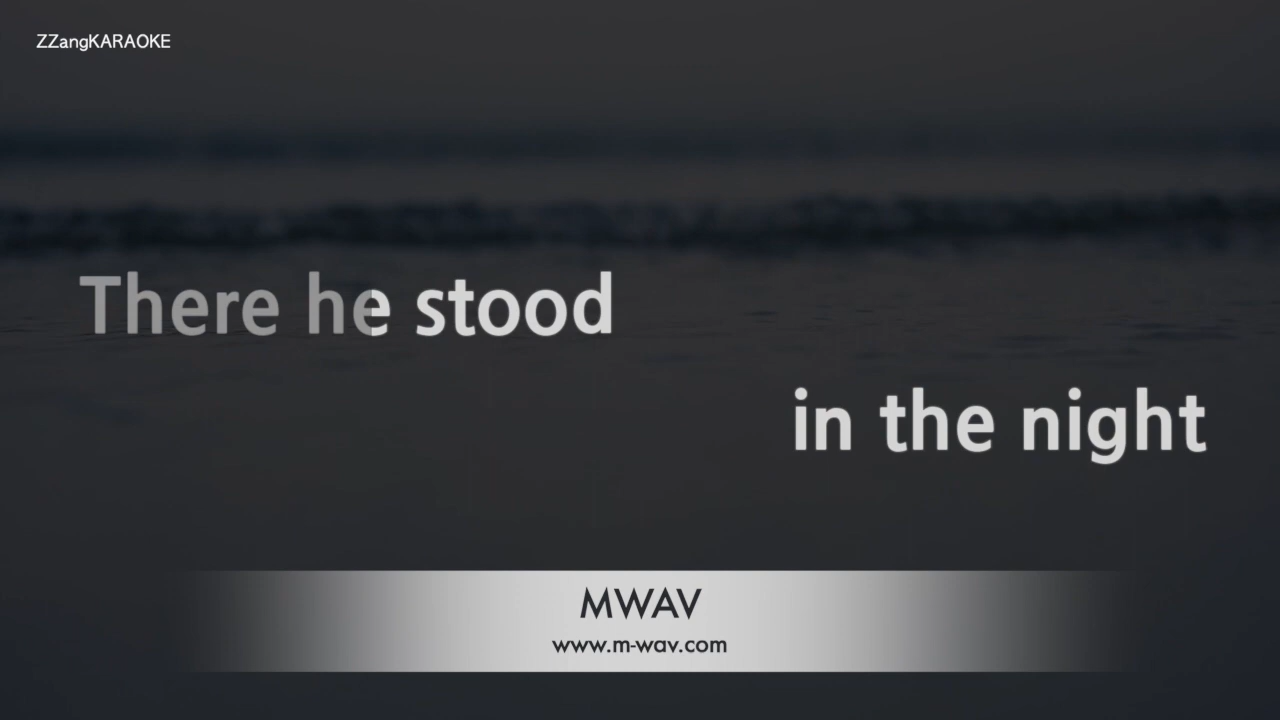 ZZangKARAOKE
There he stood
in the night
MWAV
www.m-wav.com